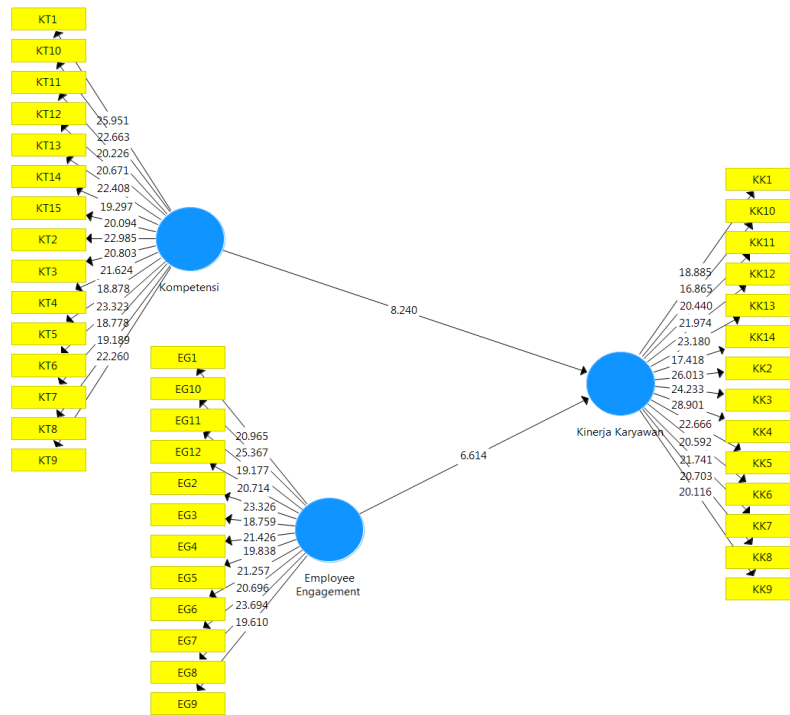 KT1
KT10
KT11
KT12
KT13
KT14
KT15
KT2
KT3
KT4
KT5
KT6
KT7
KT8
KT9
25.951
22.663
20.226
20.671
22.408
19.297
20.094
22.985
20.803
21.624
18.878
23.323
18.778
19.189
22.260
Kompetensi
8.240
EG1
EG10
EG11
EG12
EG2
EG3
EG4
EG5
EG6
EG7
EG8
EG9
20.965
25.367
19.177
20.714
23.326
18.759
21.426
19.838
21.257
20.696
23.694
19.610
Employee
Engagement
6.614
Kinerja Karyawan
18.885
16.865
20.440
21.974
23.180
17.418
26.013
24.233
28.901
22.666
20.592
21.741
20.703
20.116
KK1
KK10
KK11
KK12
KK13
KK14
KK2
KK3
KK4
KK5
KK6
KK7
KK8
KK9